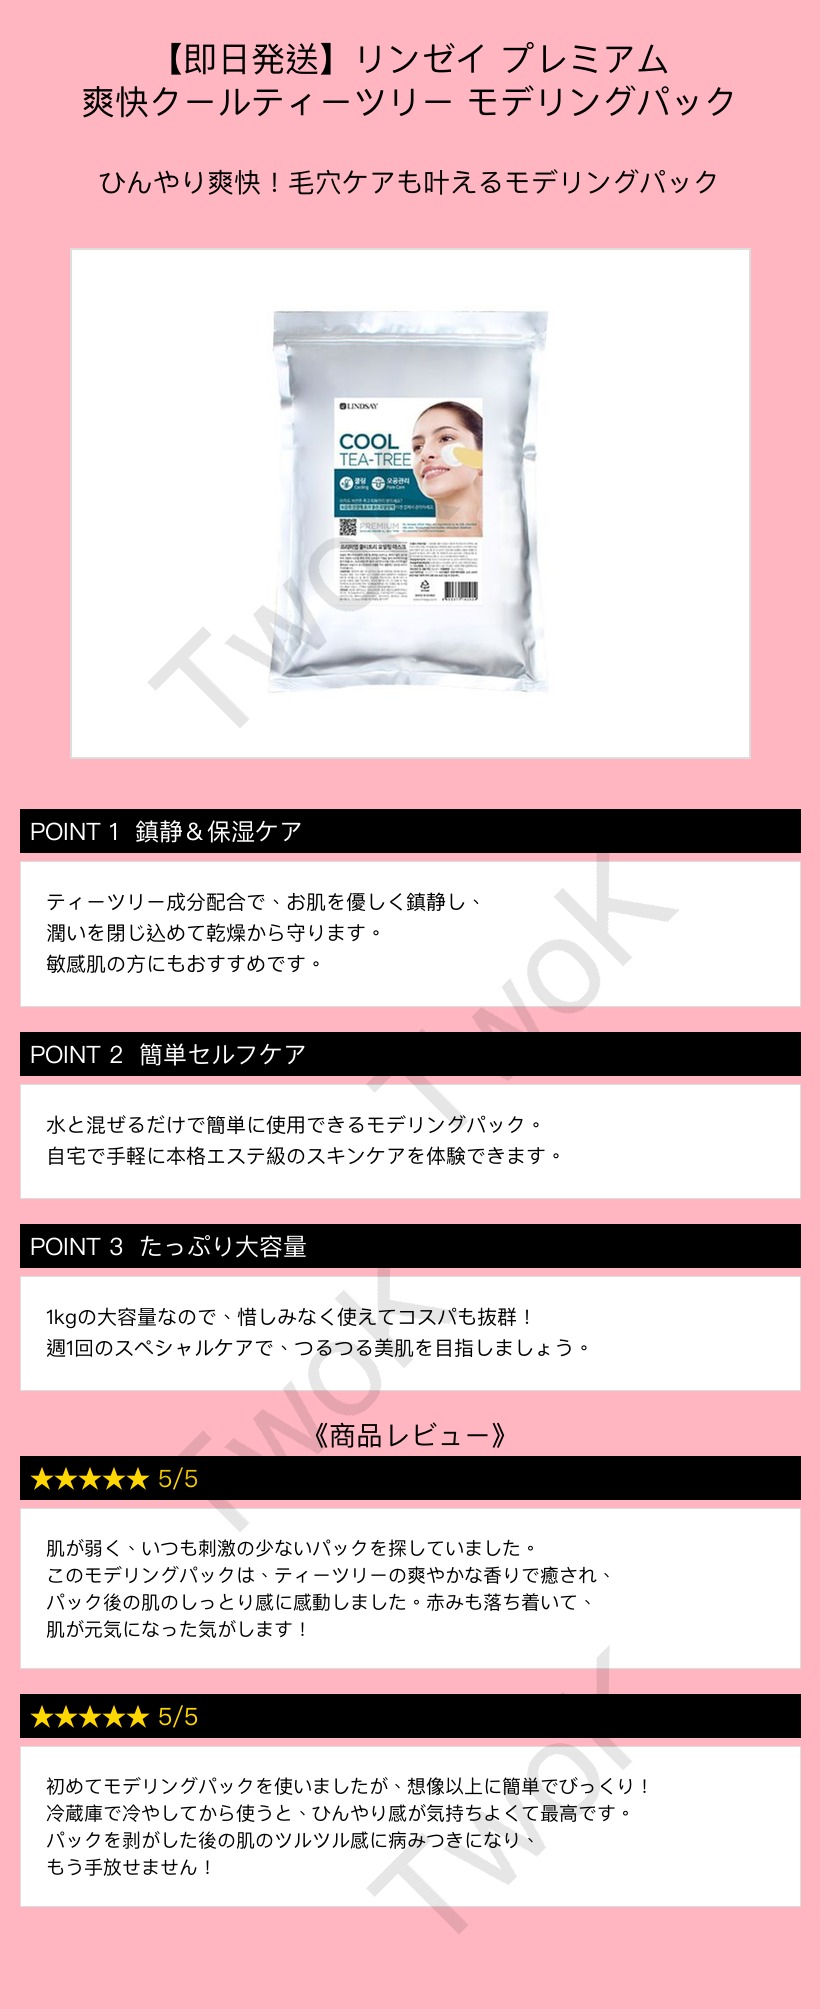 【即日発送】リンゼイ プレミアム
爽快クールティーツリー モデリングパック
ひんやり爽快！毛穴ケアも叶えるモデリングパック
LINDSAY
COOL
TEA-TREE
쿨링
Cooling
모공관리
Pore Care
PREMIUM
프리미엄 쿨티트리 모델링 마스크
TwoK
POINT 1 鎮静＆保湿ケア
ティーツリー成分配合で、お肌を優しく鎮静し、
潤いを閉じ込めて乾燥から守ります。
敏感肌の方にもおすすめです。
TwoK
POINT 2 簡単セルフケア
水と混ぜるだけで簡単に使用できるモデリングパック。
自宅で手軽に本格エステ級のスキンケアを体験できます。
POINT 3 たっぷり大容量
1kgの大容量なので、惜しみなく使えてコスパも抜群！
週1回のスペシャルケアで、つるつる美肌を目指しましょう。
TwoK
《商品レビュー》
★★★★★ 5/5
肌が弱く、いつも刺激の少ないパックを探していました。
このモデリングパックは、ティーツリーの爽やかな香りで癒され、
パック後の肌のしっとり感に感動しました。赤みも落ち着いて、
肌が元気になった気がします！
★★★★★ 5/5
初めてモデリングパックを使いましたが、想像以上に簡単でびっくり！
冷蔵庫で冷やしてから使うと、ひんやり感が気持ちよくて最高です。
パックを剥がした後の肌のツルツル感に病みつきになり、
もう手放せません！
TwoK